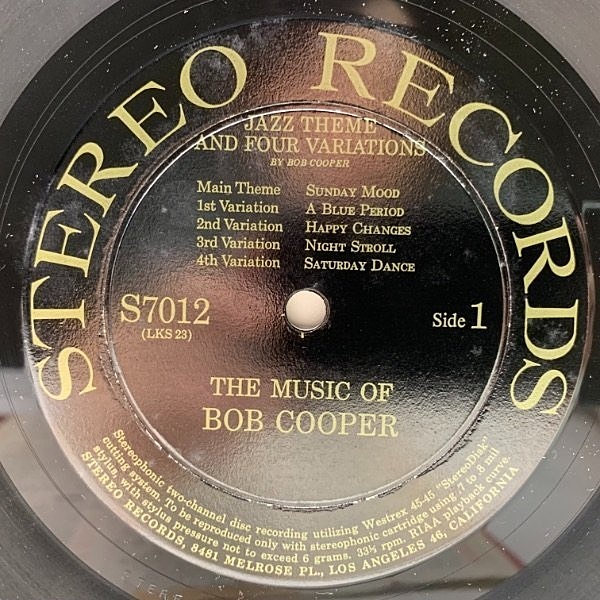 STEREO RECORDS
JAZZ THEME
AND FOUR VARIATIONS
BY BOB COOPER
Main Theme SUNDAY MOOD
1st Variation A BLUE PERIOD
2nd Variation HAPPY CHANGES
3rd Variation NIGHT STROLL
4th Variation SATURDAY DANCE
S7012
(LKS 23)
Side 1
THE MUSIC OF
BOB COOPER
Stereophonic two-channel disc recording utilizing Westrex 45-45 "StereoDisk"
cutting system. To be reproduced only with stereophonic cartridge using .7 to 8 mil
stylus, with stylus pressure not to exceed 6 grams. 33⅓ rpm. RIAA playback curve.
STEREO RECORDS, 8481 MELROSE PL., LOS ANGELES 46, CALIFORNIA